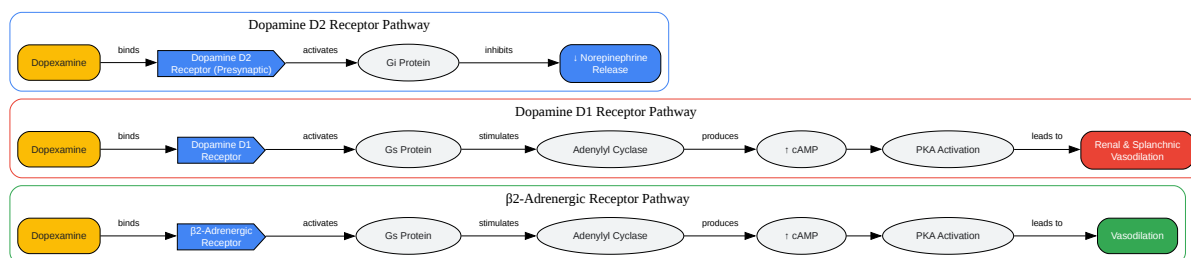 Dopamine D2 Receptor Pathway
Dopexamine
binds
Dopamine D2
Receptor (Presynaptic)
activates
Gi Protein
inhibits
↓ Norepinephrine
Release
Dopamine D1 Receptor Pathway
Dopexamine
binds
Dopamine D1
Receptor
activates
Gs Protein
stimulates
Adenylyl Cyclase
produces
↑ cAMP
PKA Activation
leads to
Renal & Splanchnic
Vasodilation
β2-Adrenergic Receptor Pathway
Dopexamine
binds
β2-Adrenergic
Receptor
activates
Gs Protein
stimulates
Adenylyl Cyclase
produces
↑ cAMP
PKA Activation
leads to
Vasodilation